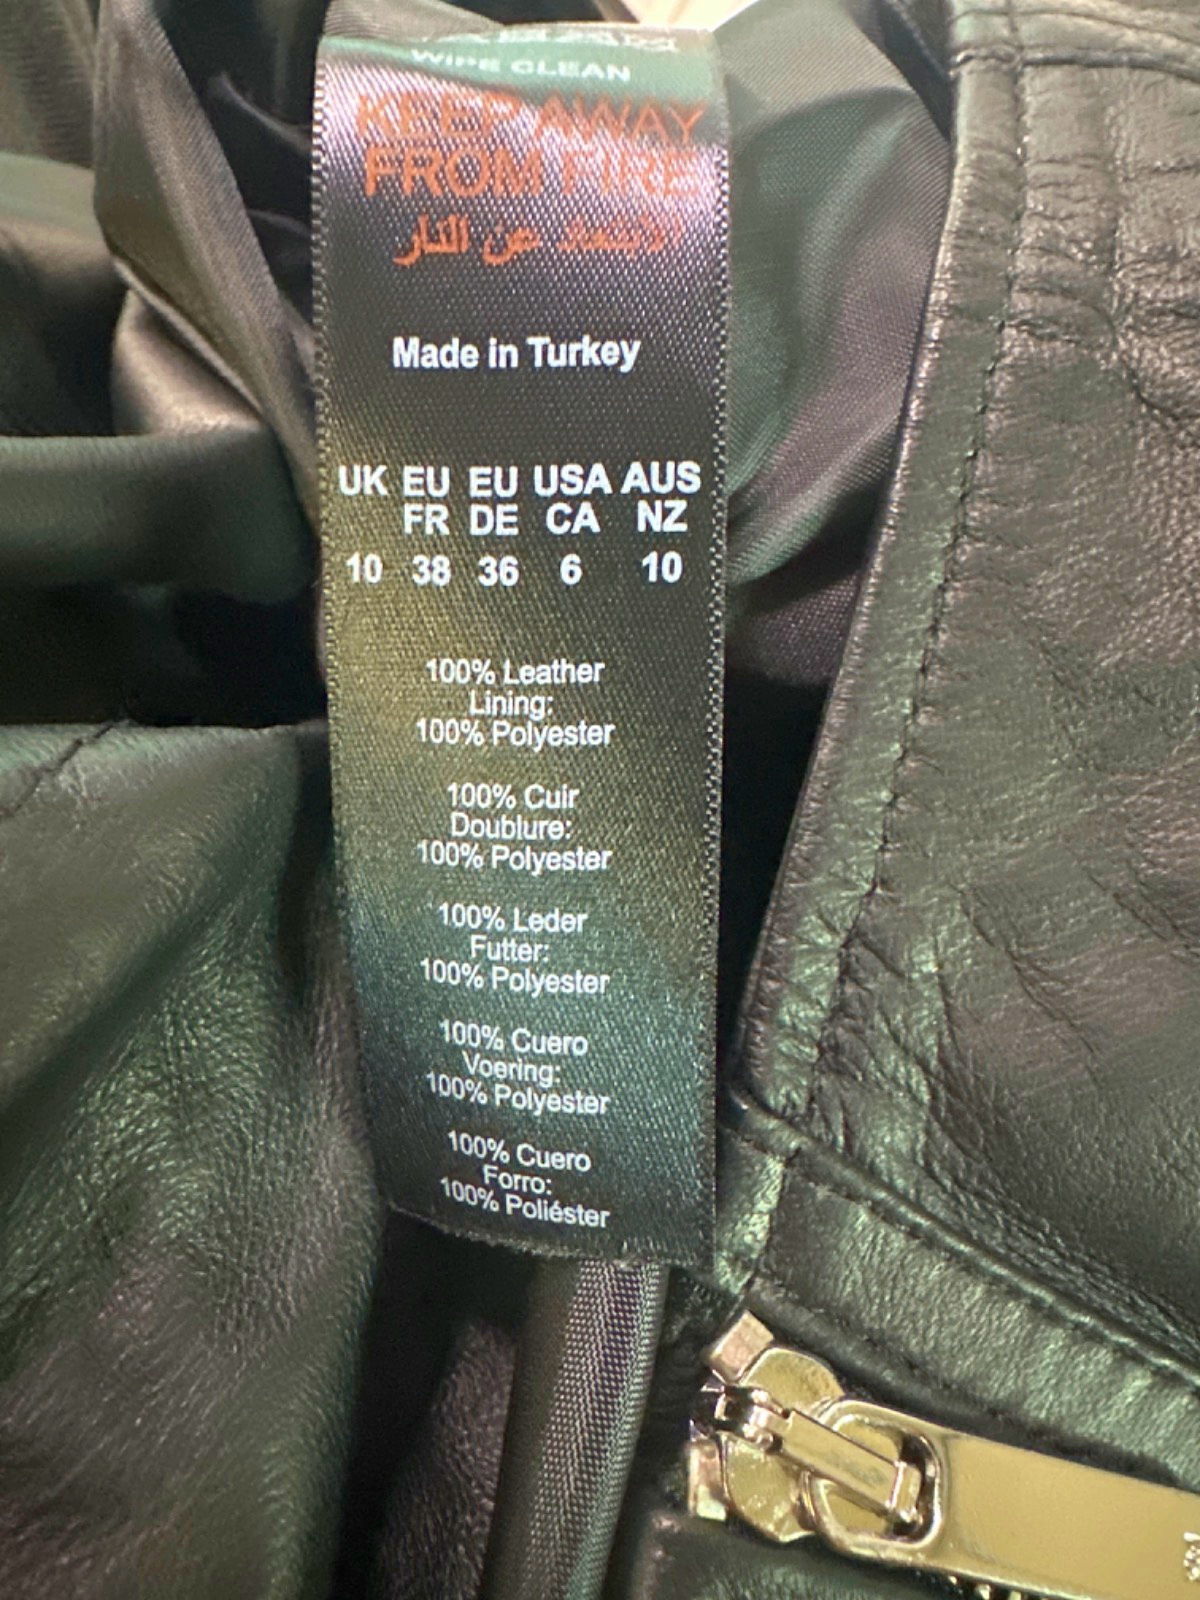 WIPE CLEAN
KEEP AWAY
FROM FIRE
عن النار
Made in Turkey
UK EU EU USA AUS
FR DE CA NZ
10 38 36 6 10
100% Leather
Lining:
100% Polyester
100% Cuir
Doublure:
100% Polyester
100% Leder
Futter:
100% Polyester
100% Cuero
Voering:
100% Polyester
100% Cuero
Forro:
100% Poliéster